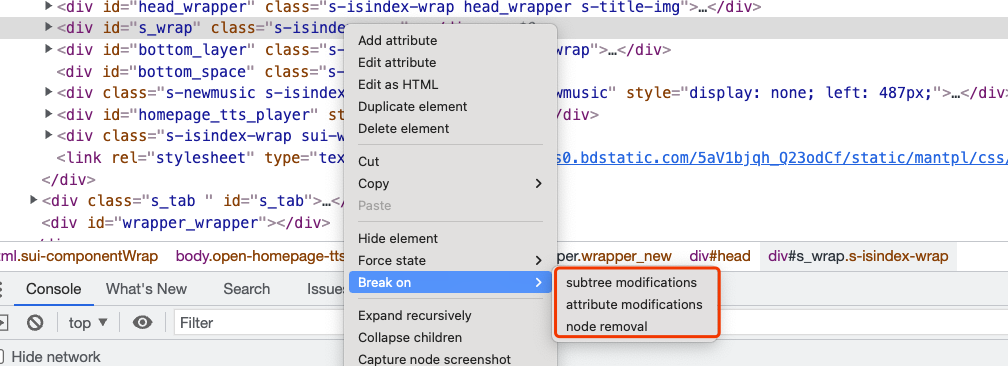 <div id="head_wrapper" class="s-isindex-wrap head_wrapper s-title-img">…</div>
<div id="s_wrap" class="s-isindex
<div id="bottom_layer" class="s- wrap">…</div>
<div id="bottom_space" class="s-
<div class="s-newmusic s-isindex newmusic" style="display: none; left: 487px;">…</div>
<div id="homepage_tts_player" st </div>
<div class="s-isindex-wrap sui-w
<link rel="stylesheet" type="tex s0.bdstatic.com/5aV1bjqh_Q23odCf/static/mantpl/css/
</div>
<div class="s_tab " id="s_tab">…</
<div id="wrapper_wrapper"></div>
Add attribute
Edit attribute
Edit as HTML
Duplicate element
Delete element
Cut
Copy
Paste
Hide element
Force state
Break on
Expand recursively
Collapse children
Capture node screenshot
subtree modifications
attribute modifications
node removal
tml.sui-componentWrap body.open-homepage-tts per.wrapper_new div#head div#s_wrap.s-isindex-wrap
Console Network conditions Search Issues
top Filter
Hide network